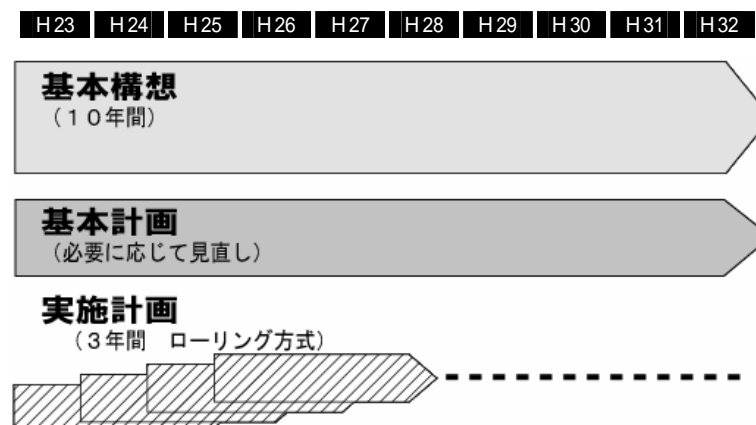 H23 H24 H25 H26 H27 H28 H29 H30 H31 H32
基本構想
（１０年間）
基本計画
（必要に応じて見直し）
実施計画
（３年間　ローリング方式）